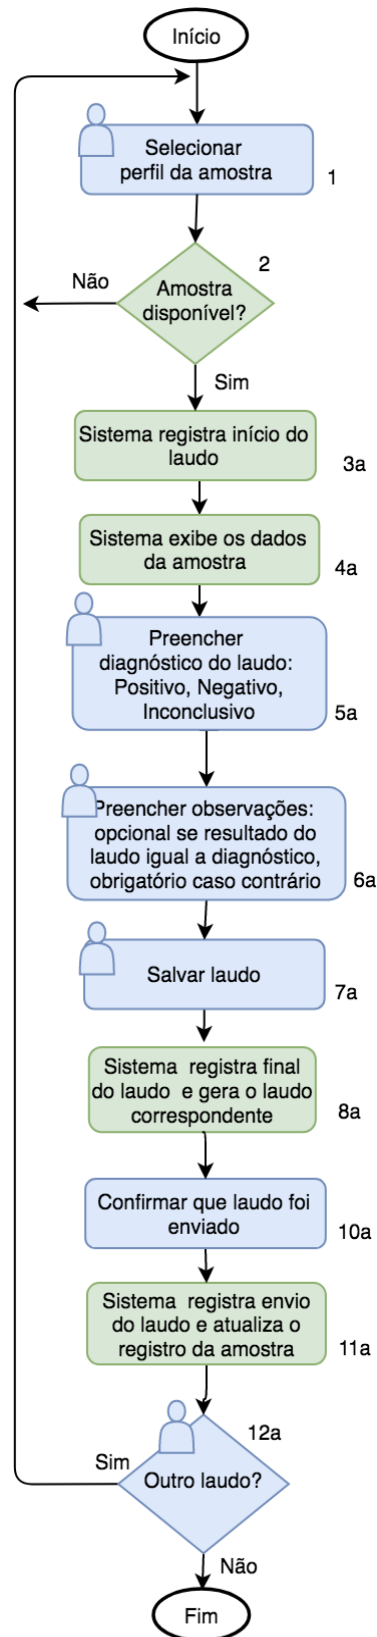 Início
Selecionar
perfil da amostra
1
2
Não
Amostra
disponível?
Sim
Sistema registra início do
laudo
3a
Sistema exibe os dados
da amostra
4a
Preencher
diagnóstico do laudo:
Positivo, Negativo,
Inconclusivo
5a
Preencher observações:
opcional se resultado do
laudo igual a diagnóstico,
obrigatório caso contrário
6a
Salvar laudo
7a
Sistema registra final
do laudo e gera o laudo
correspondente
8a
Confirmar que laudo foi
enviado
10a
Sistema registra envio
do laudo e atualiza o
registro da amostra
11a
12a
Sim
Outro laudo?
Não
Fim